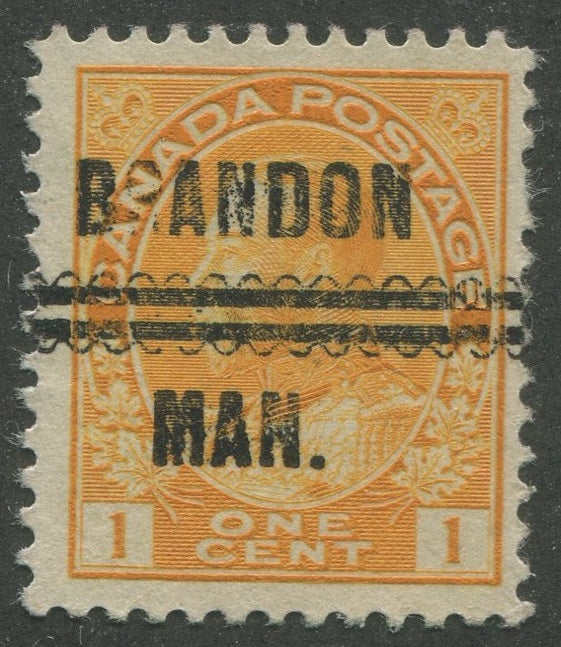 CANADA POSTAGE
BRANDON
MAN.
1 ONE 1
CENT